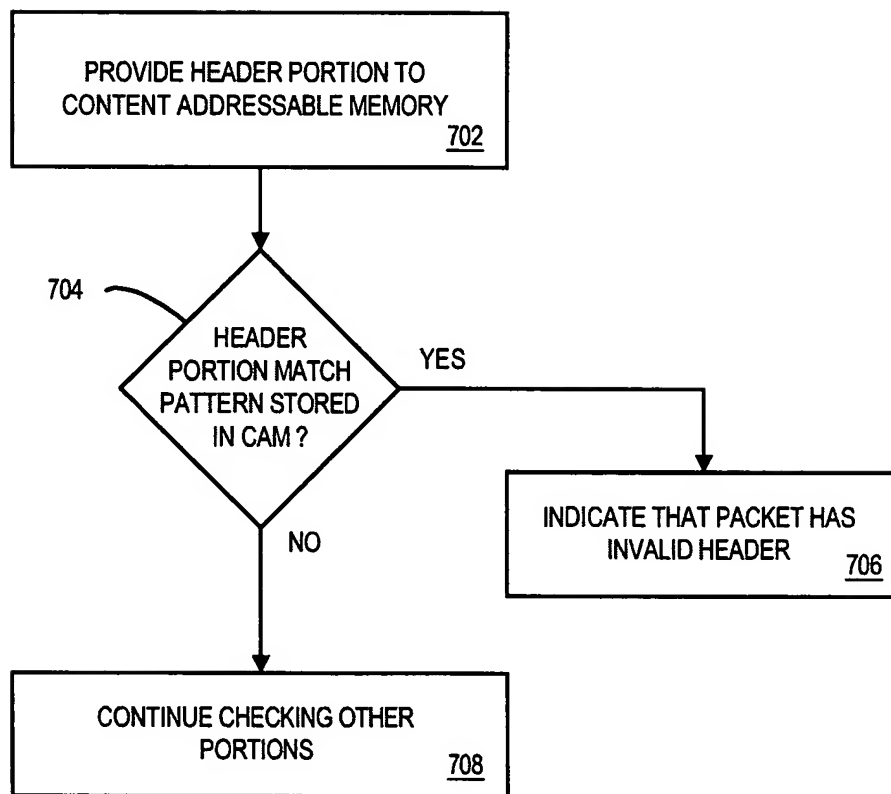 PROVIDE HEADER PORTION TO
CONTENT ADDRESSABLE MEMORY
702
704
HEADER
PORTION MATCH
PATTERN STORED
IN CAM ?
YES
NO
INDICATE THAT PACKET HAS
INVALID HEADER
706
CONTINUE CHECKING OTHER
PORTIONS
708